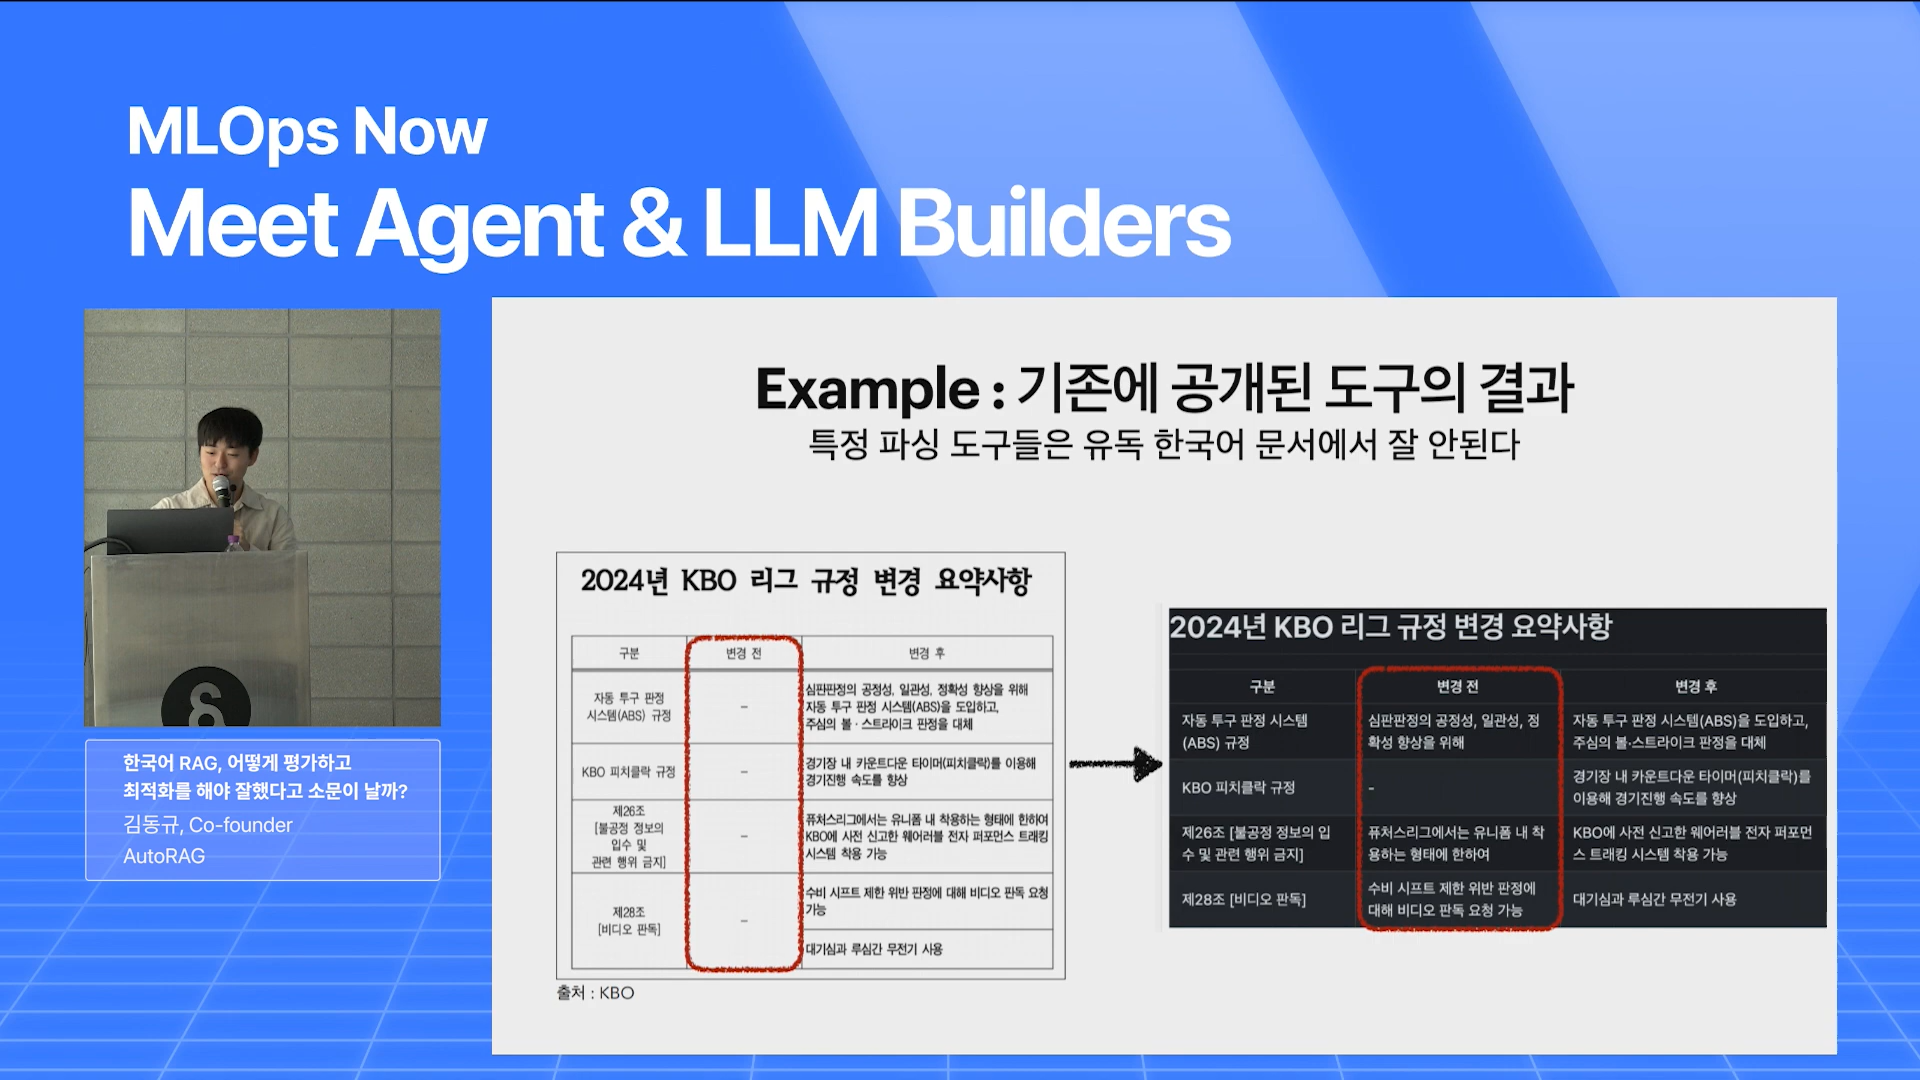 MLOps Now
Meet Agent & LLM Builders
한국어 RAG, 어떻게 평가하고
최적화를 해야 잘했다고 소문이 날까?
김동규, Co-founder
AutoRAG
Example : 기존에 공개된 도구의 결과
특정 파싱 도구들은 유독 한국어 문서에서 잘 안된다
2024년 KBO 리그 규정 변경 요약사항
구분
변경 전
변경 후
자동 투구 판정
시스템(ABS) 규정
–
심판판정의 공정성, 일관성, 정확성 향상을 위해
자동 투구 판정 시스템(ABS)을 도입하고,
주심의 볼·스트라이크 판정을 대체
KBO 피치클락 규정
–
경기장 내 카운트다운 타이머(피치클락)를 이용해
경기진행 속도를 향상
제26조
[불공정 정보의
입수 및
관련 행위 금지]
–
퓨처스리그에서는 유니폼 내 착용하는 형태에 한하여
KBO에 사전 신고한 웨어러블 전자 퍼포먼스 트래킹
시스템 착용 가능
제28조
[비디오 판독]
–
수비 시프트 제한 위반 판정에 대해 비디오 판독 요청
가능
대기심과 루심간 무전기 사용
출처 : KBO
2024년 KBO 리그 규정 변경 요약사항
구분
변경 전
변경 후
자동 투구 판정 시스템
(ABS) 규정
심판판정의 공정성, 일관성, 정
확성 향상을 위해
자동 투구 판정 시스템(ABS)을 도입하고,
주심의 볼·스트라이크 판정을 대체
KBO 피치클락 규정
-
경기장 내 카운트다운 타이머(피치클락)를
이용해 경기진행 속도를 향상
제26조 [불공정 정보의 입
수 및 관련 행위 금지]
퓨처스리그에서는 유니폼 내 착
용하는 형태에 한하여
KBO에 사전 신고한 웨어러블 전자 퍼포먼
스 트래킹 시스템 착용 가능
제28조 [비디오 판독]
수비 시프트 제한 위반 판정에
대해 비디오 판독 요청 가능
대기심과 루심간 무전기 사용